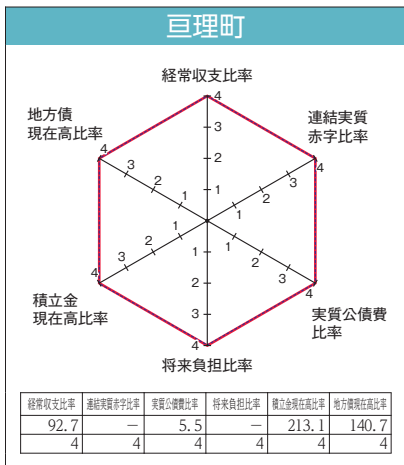 亘理町
経常収支比率
地方債
現在高比率
連結実質
赤字比率
4
3
2
1
4
3
2
1
1
2
3
4
4
3
2
1
1
2
3
4
1
2
3
4
積立金
現在高比率
実質公債費
比率
将来負担比率
経常収支比率 連結実質赤字比率 実質公債費比率 将来負担比率 積立金現在高比率 地方債現在高比率
92.7 − 5.5 − 213.1 140.7
4 4 4 4 4 4